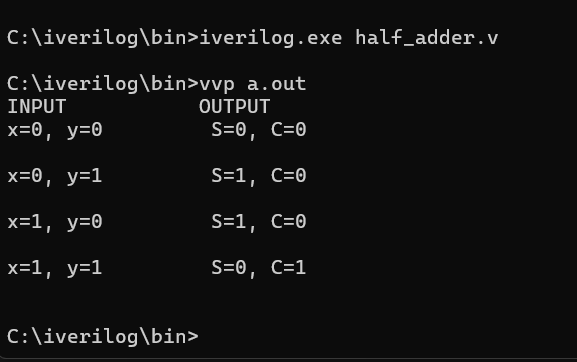 C:\iverilog\bin>iverilog.exe half_adder.v
C:\iverilog\bin>vvp a.out
INPUT           OUTPUT
x=0, y=0         S=0, C=0
x=0, y=1         S=1, C=0
x=1, y=0         S=1, C=0
x=1, y=1         S=0, C=1
C:\iverilog\bin>